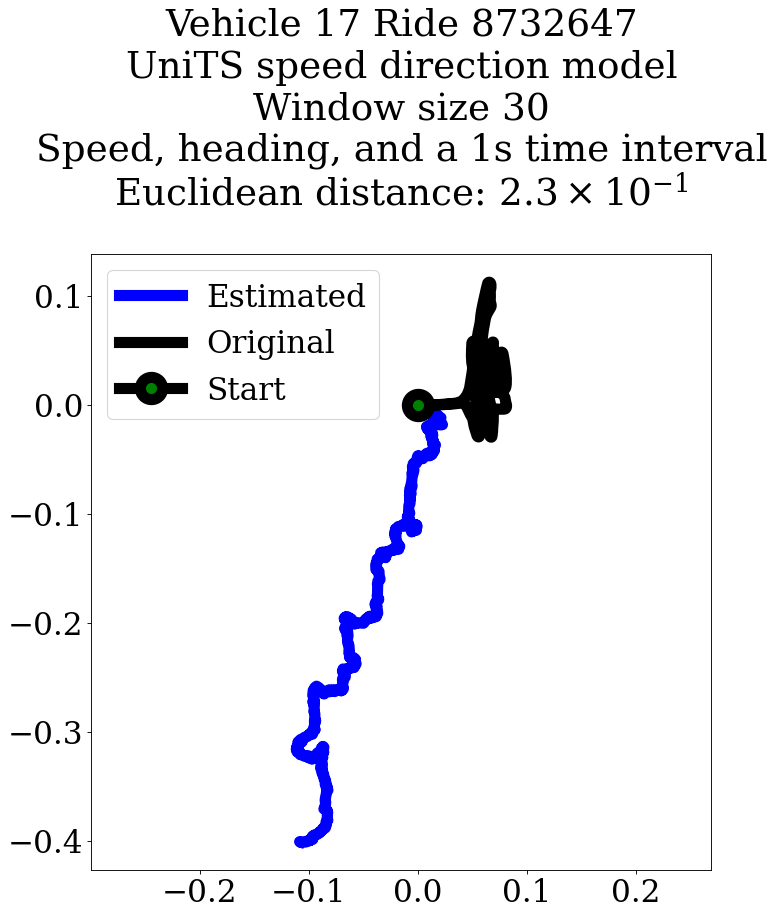 Vehicle 17 Ride 8732647
UniTS speed direction model
Window size 30
Speed, heading, and a 1s time interval
Euclidean distance: 2.3 × 10⁻¹
Estimated
Original
Start
0.1
0.0
−0.1
−0.2
−0.3
−0.4
−0.2
−0.1
0.0
0.1
0.2